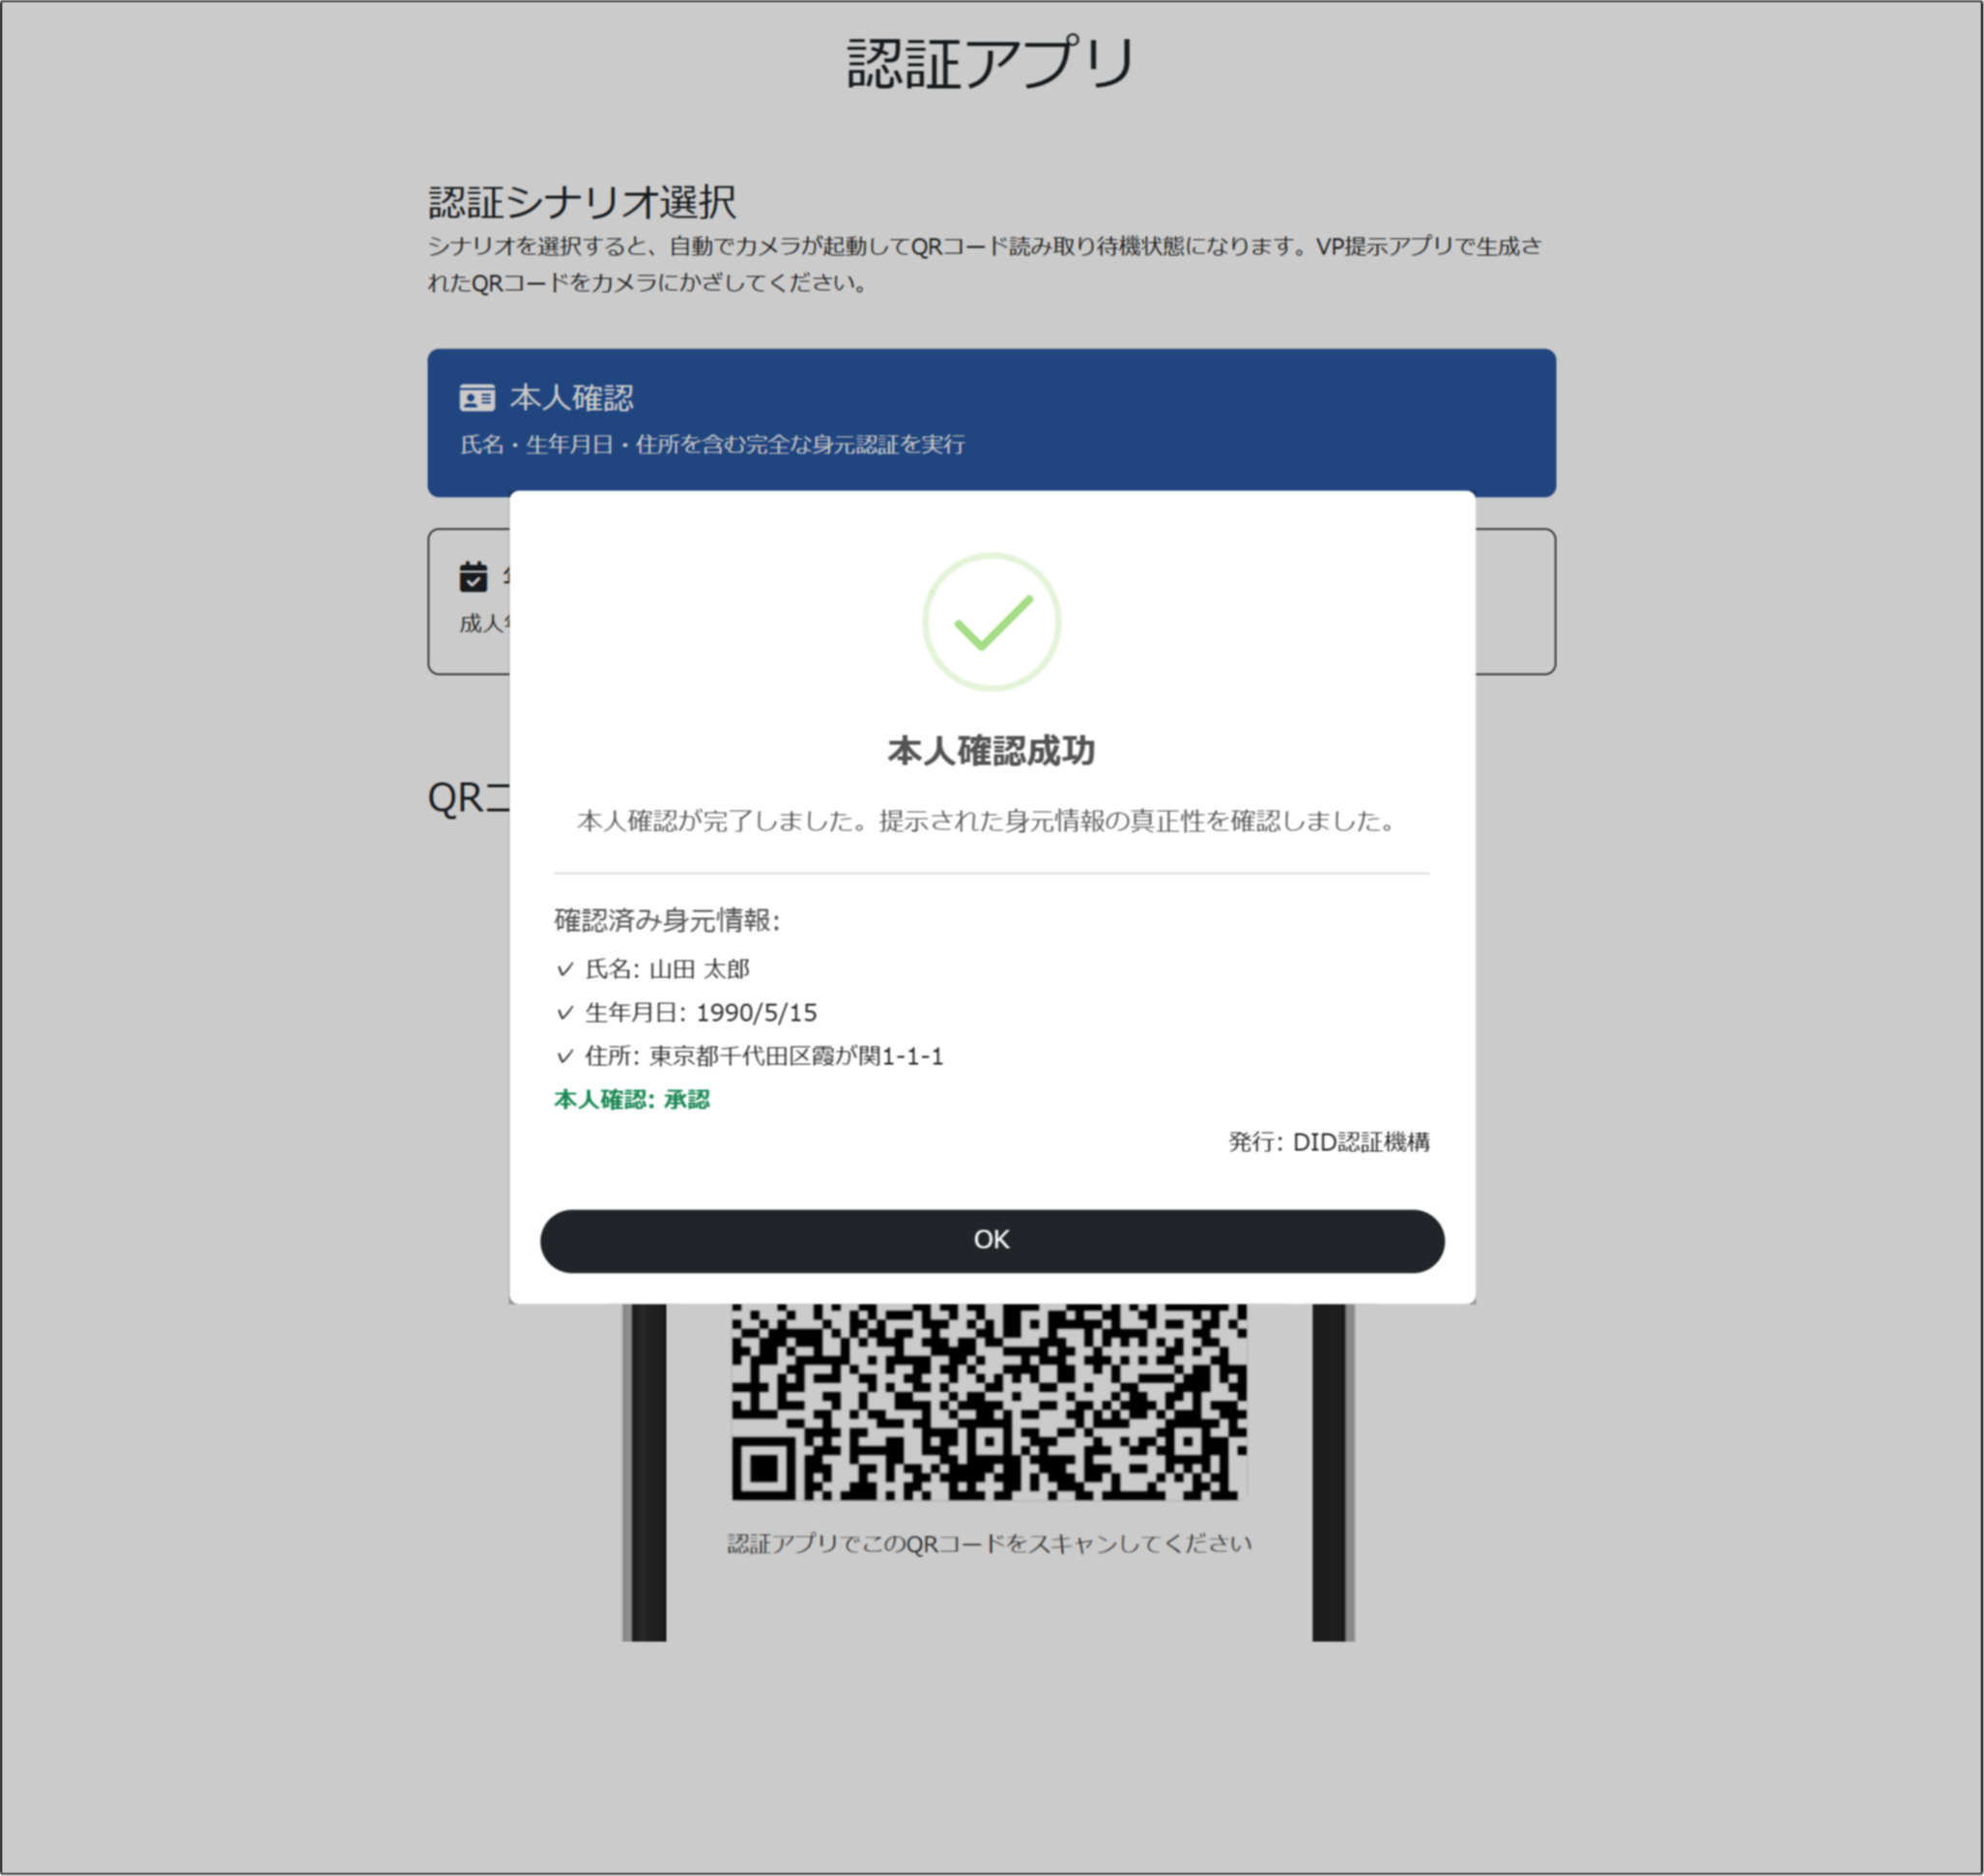 認証アプリ
認証シナリオ選択
シナリオを選択すると、自動でカメラが起動してQRコード読み取り待機状態になります。VP提示アプリで生成さ
れたQRコードをカメラにかざしてください。
本人確認
氏名・生年月日・住所を含む完全な身元認証を実行
成人
本人確認成功
QRコ
本人確認が完了しました。提示された身元情報の真正性を確認しました。
確認済み身元情報:
✓ 氏名: 山田 太郎
✓ 生年月日: 1990/5/15
✓ 住所: 東京都千代田区霞が関1-1-1
本人確認: 承認
発行: DID認証機構
OK
認証アプリでこのQRコードをスキャンしてください